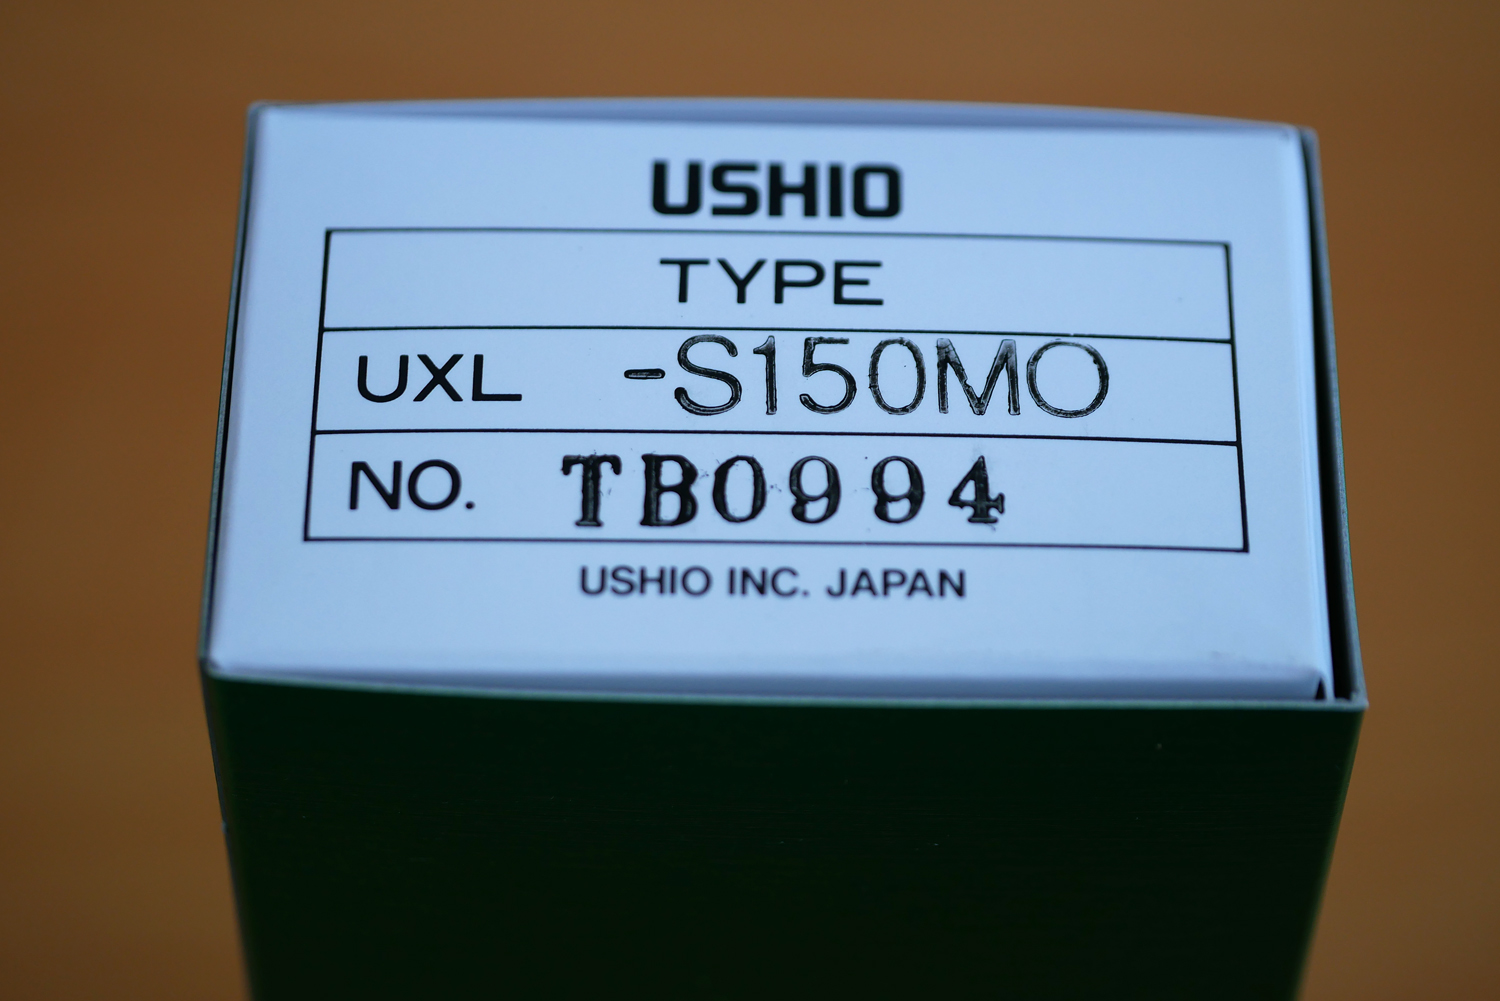 USHIO
TYPE
UXL -S150MO
NO. TB0994
USHIO INC. JAPAN